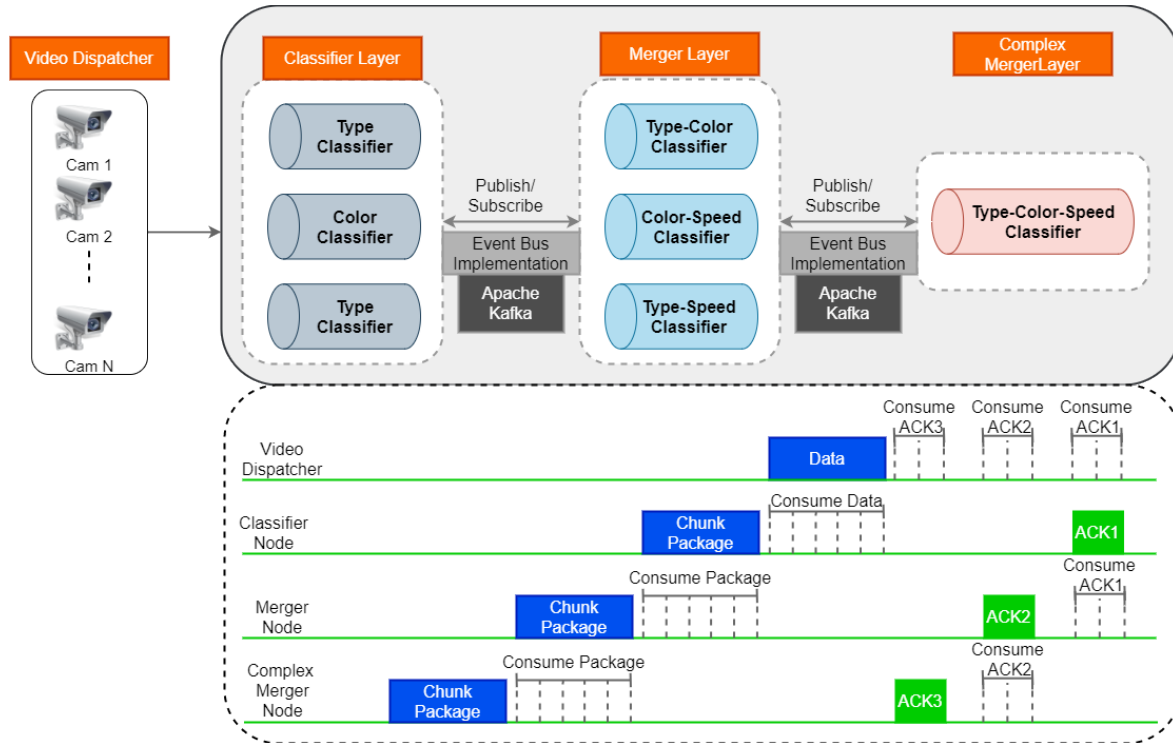 Video Dispatcher
Cam 1
Cam 2
Cam N
Classifier Layer
Type
Classifier
Color
Classifier
Type
Classifier
Publish/
Subscribe
Event Bus
Implementation
Apache
Kafka
Merger Layer
Type-Color
Classifier
Color-Speed
Classifier
Type-Speed
Classifier
Publish/
Subscribe
Event Bus
Implementation
Apache
Kafka
Complex
MergerLayer
Type-Color-Speed
Classifier
Video
Dispatcher
Data
Consume
ACK3
Consume
ACK2
Consume
ACK1
Classifier
Node
Chunk
Package
Consume Data
ACK1
Merger
Node
Chunk
Package
Consume Package
ACK2
Consume
ACK1
Complex
Merger
Node
Chunk
Package
Consume Package
ACK3
Consume
ACK2